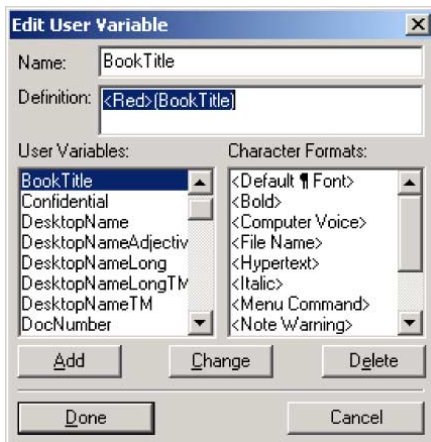 Edit User Variable
Name: BookTitle
Definition: <Red>(BookTitle)
User Variables:
BookTitle
Confidential
DesktopName
DesktopNameAdjectiv
DesktopNameLong
DesktopNameLongTM
DesktopNameTM
DocNumber
Character Formats:
<Default ¶ Font>
<Bold>
<Computer Voice>
<File Name>
<Hypertext>
<Italic>
<Menu Command>
<Note Warning>
Add Change Delete
Done Cancel